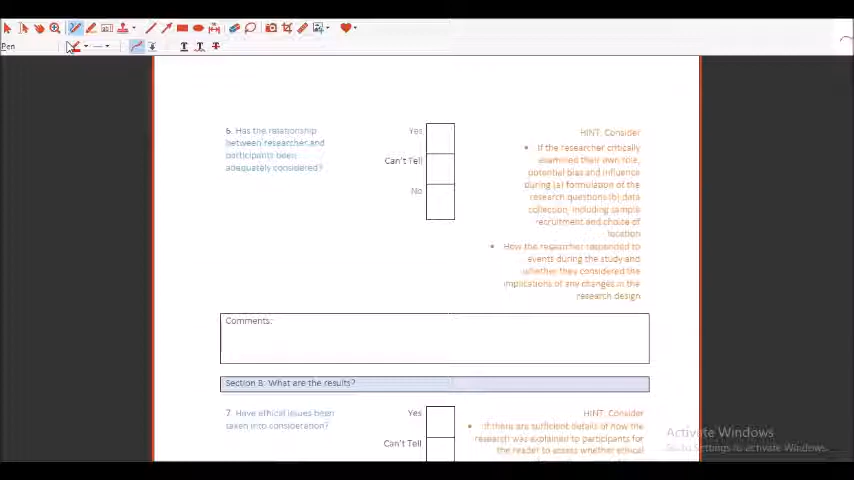 Pen
6. Has the relationship
between researcher and
participants been
adequately considered?
Yes
Can't Tell
No
HINT: Consider
• If the researcher critically
examined their own role,
potential bias and influence
during (a) formulation of the
research questions (b) data
collection, including sample
recruitment and choice of
location
• How the researcher responded to
events during the study and
whether they considered the
implications of any changes in the
research design
Comments:
Section B: What are the results?
7. Have ethical issues been
taken into consideration?
Yes
Can't Tell
HINT: Consider
• If there are sufficient details of how the
research was explained to participants for
the reader to assess whether ethical
Activate Windows
Go to Settings to activate Windows.